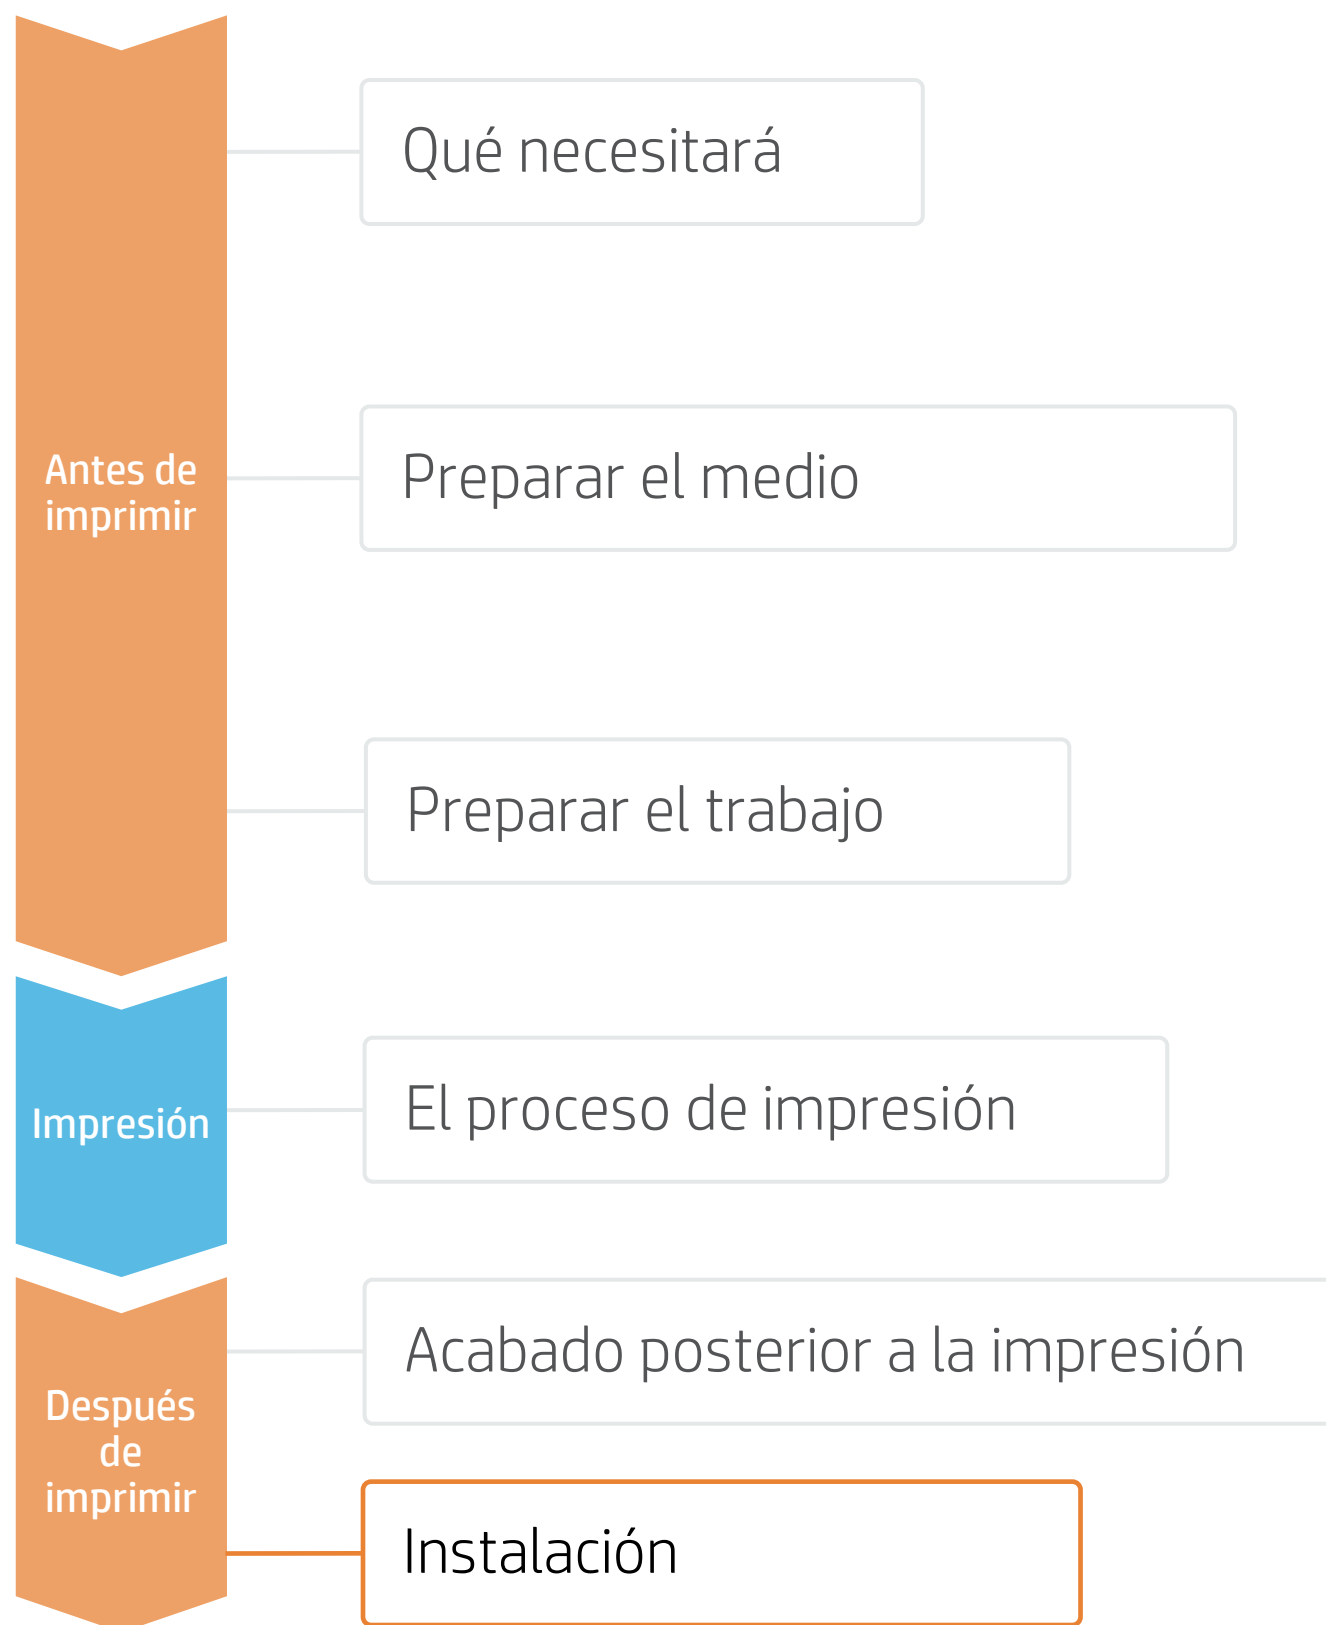 Qué necesitará
Antes de
imprimir
Preparar el medio
Preparar el trabajo
Impresión
El proceso de impresión
Después
de
imprimir
Acabado posterior a la impresión
Instalación